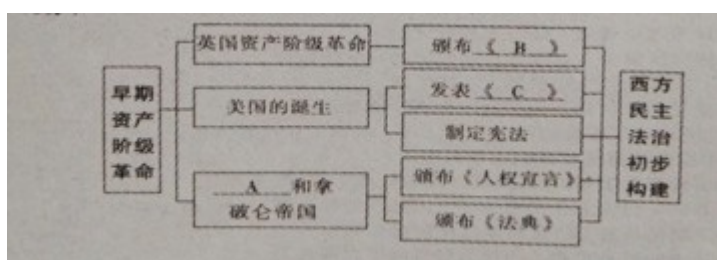 早期
资产
阶级
革命
英国资产阶级革命
颁布《 B 》
美国的诞生
发表《 C 》
制定宪法
A 和拿
破仑帝国
颁布《人权宣言》
颁布《法典》
西方
民主
法治
初步
构建